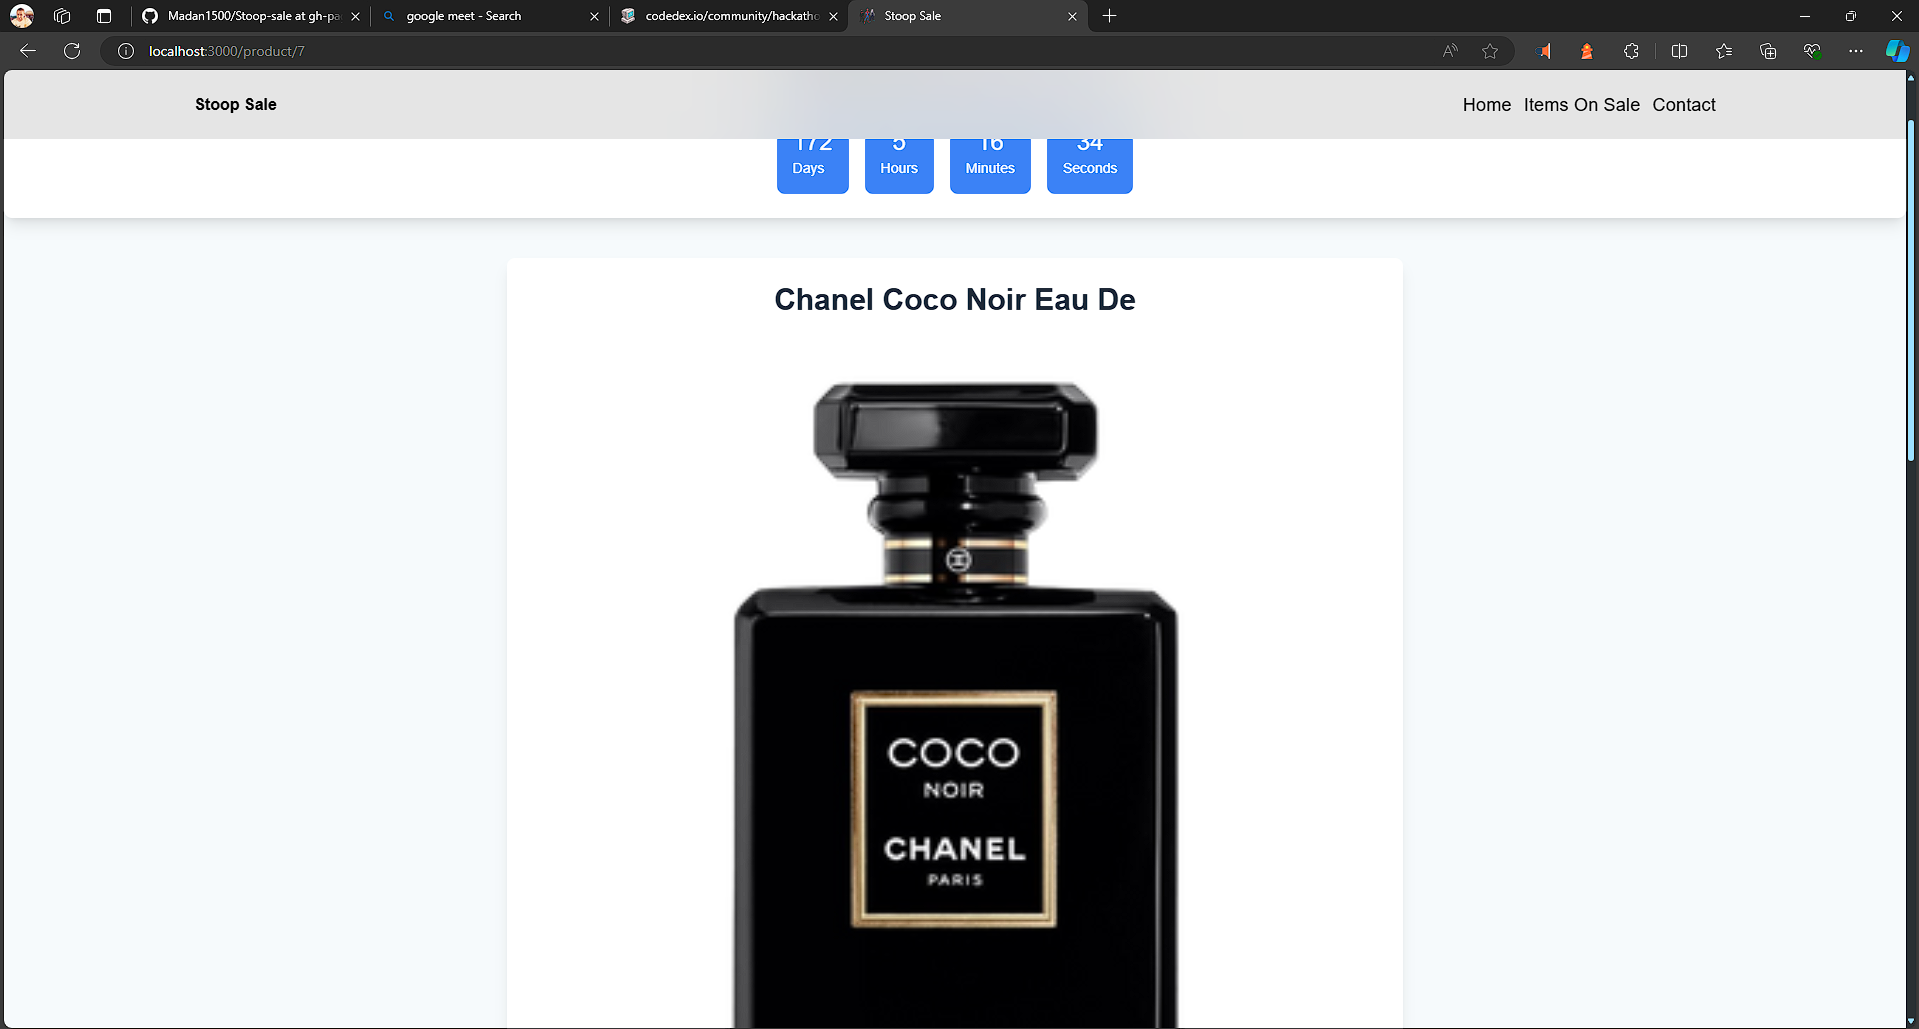 Madan1500/Stoop-sale at gh-pa
google meet - Search
codedex.io/community/hackatho
Stoop Sale
localhost:3000/product/7
Stoop Sale
Home Items On Sale Contact
172 5 16 34
Days Hours Minutes Seconds
Chanel Coco Noir Eau De
COCO
NOIR
CHANEL
PARIS